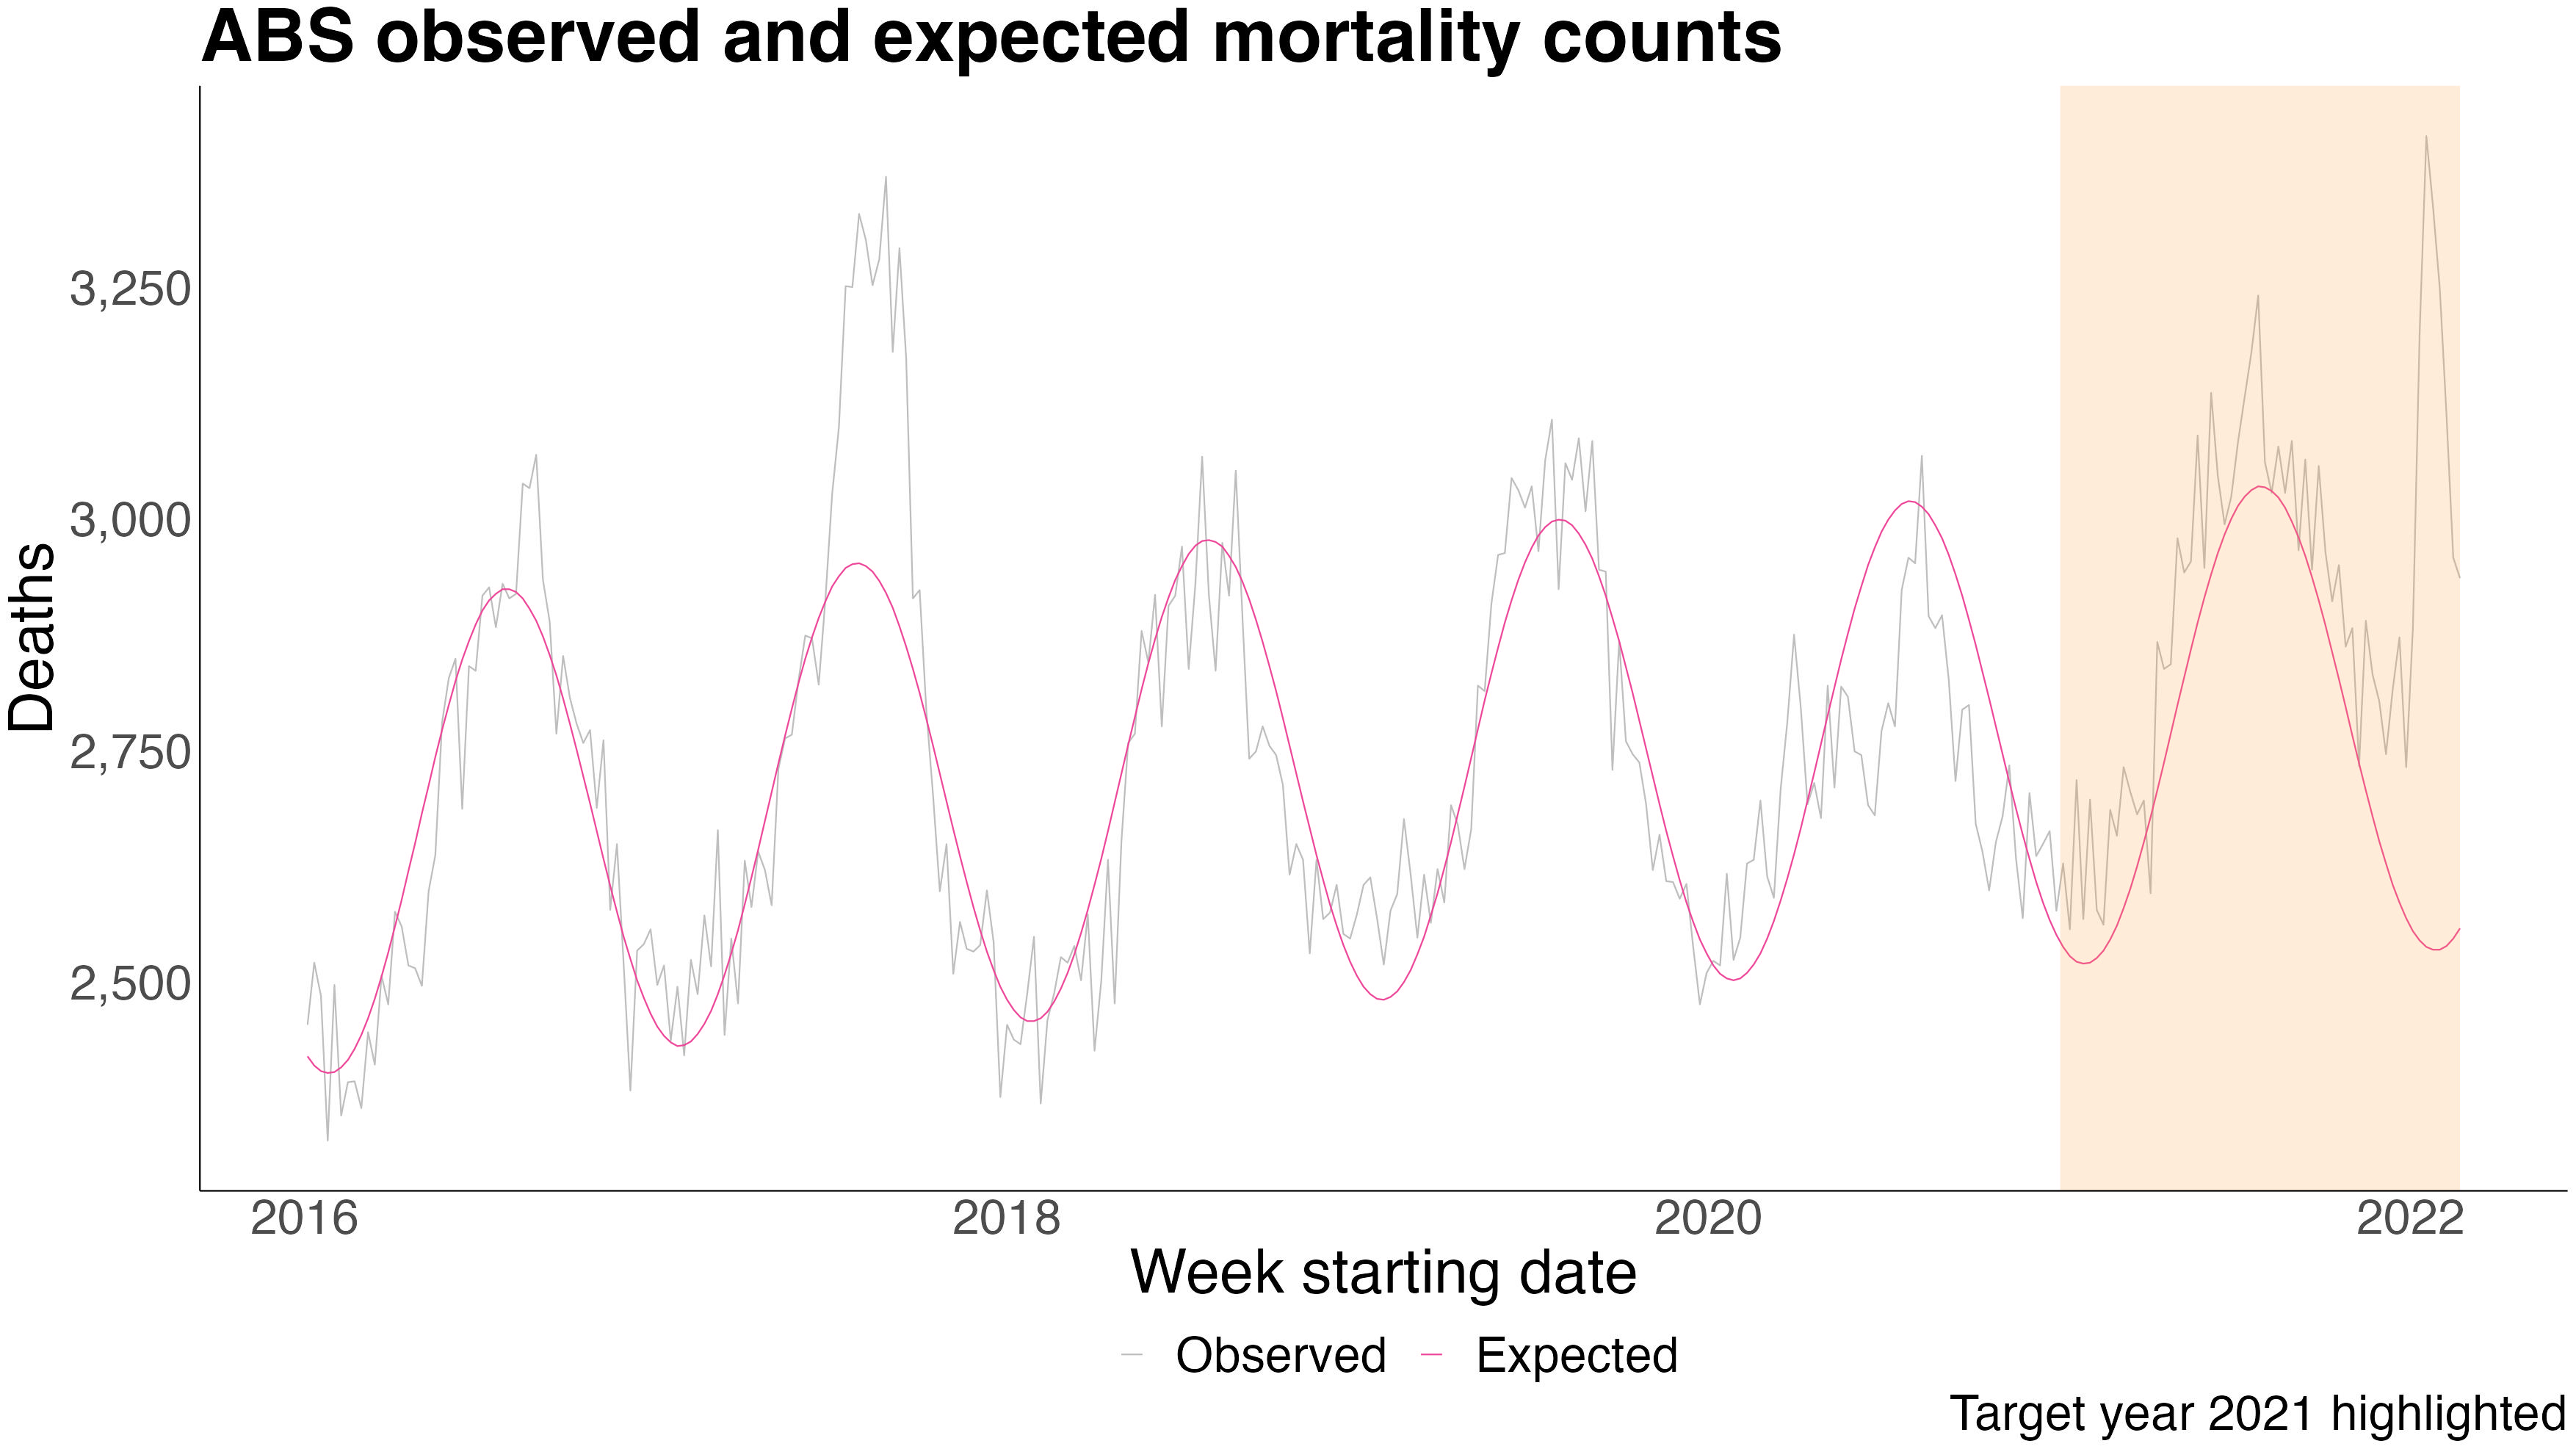 ABS observed and expected mortality counts
3,250
3,000
2,750
2,500
Deaths
2016 2018 2020 2022
Week starting date
Observed Expected
Target year 2021 highlighted